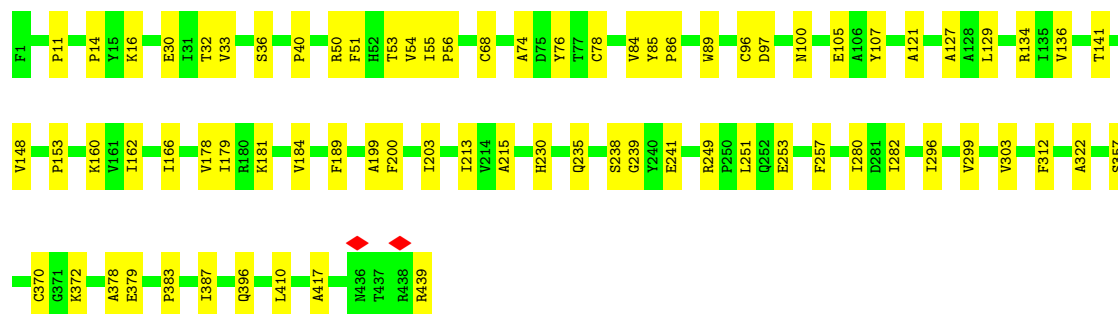 F1 P11 P14 Y15 K16 E30 I31 T32 V33 S36 P40 R50 F51 H52 T53 V54 I55 P56 C68 A74 D75 Y76 T77 C78 V84 Y85 P86 W89 C96 D97 N100 E105 A106 Y107 A121 A127 A128 L129 R134 I135 V136 T141
V148 P153 K160 V161 I162 I166 V178 I179 R180 K181 V184 F189 A199 F200 I203 I213 V214 A215 H230 Q235 S238 G239 Y240 E241 R249 P250 L251 Q252 E253 F257 I280 D281 I282 I296 V299 V303 F312 A322 S357
C370 G371 K372 A378 E379 P383 I387 Q396 L410 A417 N436 T437 R438 R439